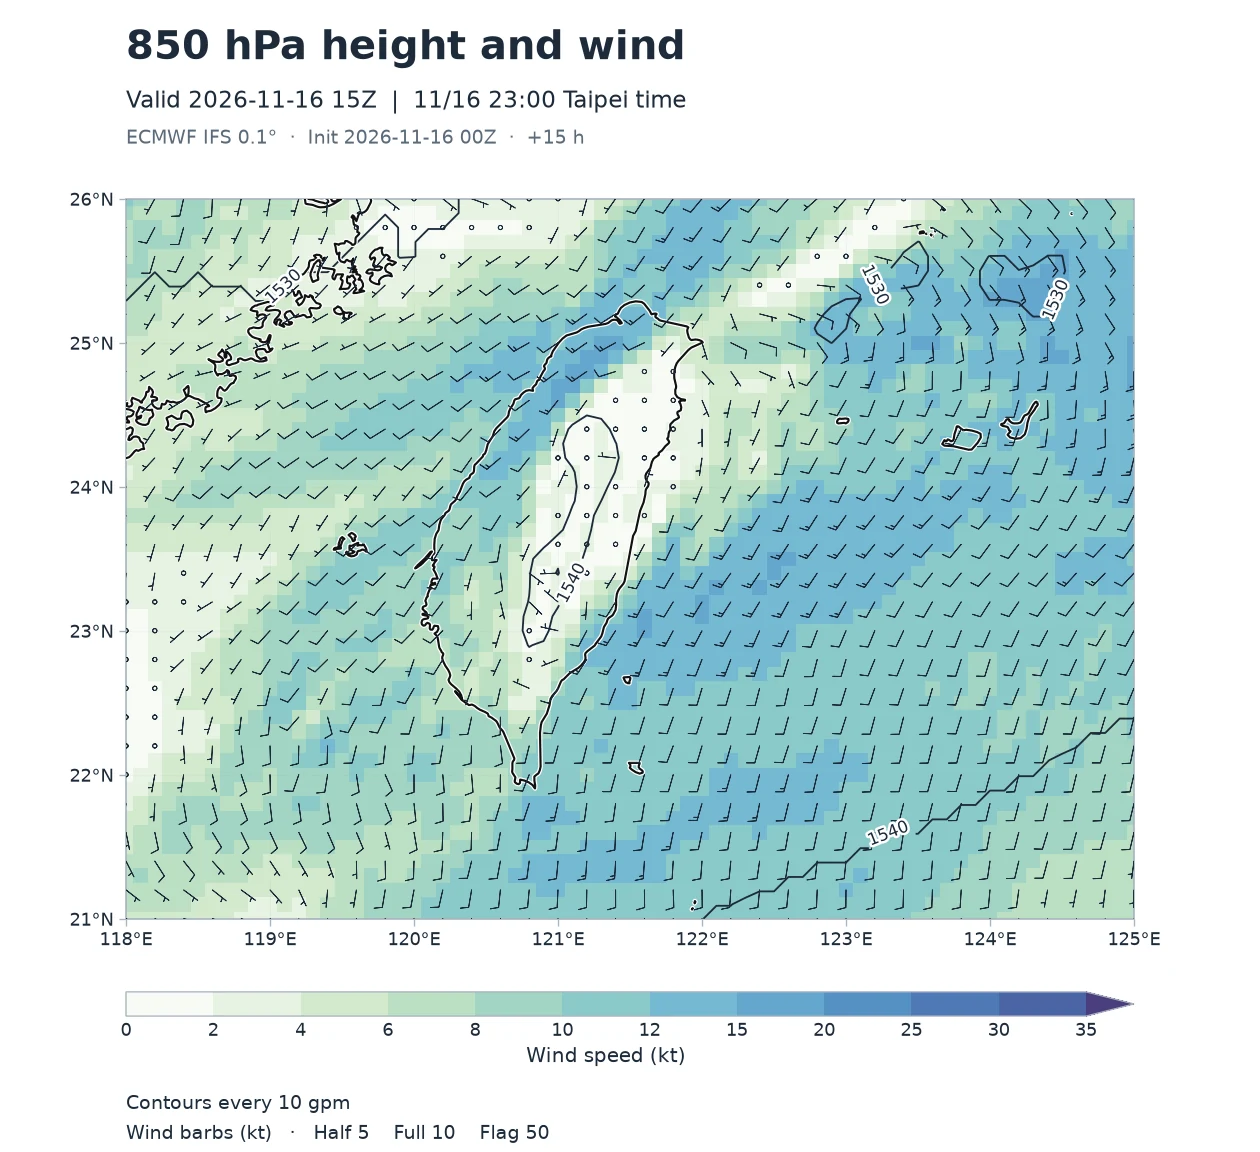 850 hPa height and wind
Valid 2026-11-16 15Z | 11/16 23:00 Taipei time
ECMWF IFS 0.1° · Init 2026-11-16 00Z · +15 h
26°N
25°N
24°N
23°N
22°N
21°N
1530
1530
1530
1540
1540
118°E 119°E 120°E 121°E 122°E 123°E 124°E 125°E
0 2 4 6 8 10 12 15 20 25 30 35
Wind speed (kt)
Contours every 10 gpm
Wind barbs (kt) · Half 5 Full 10 Flag 50